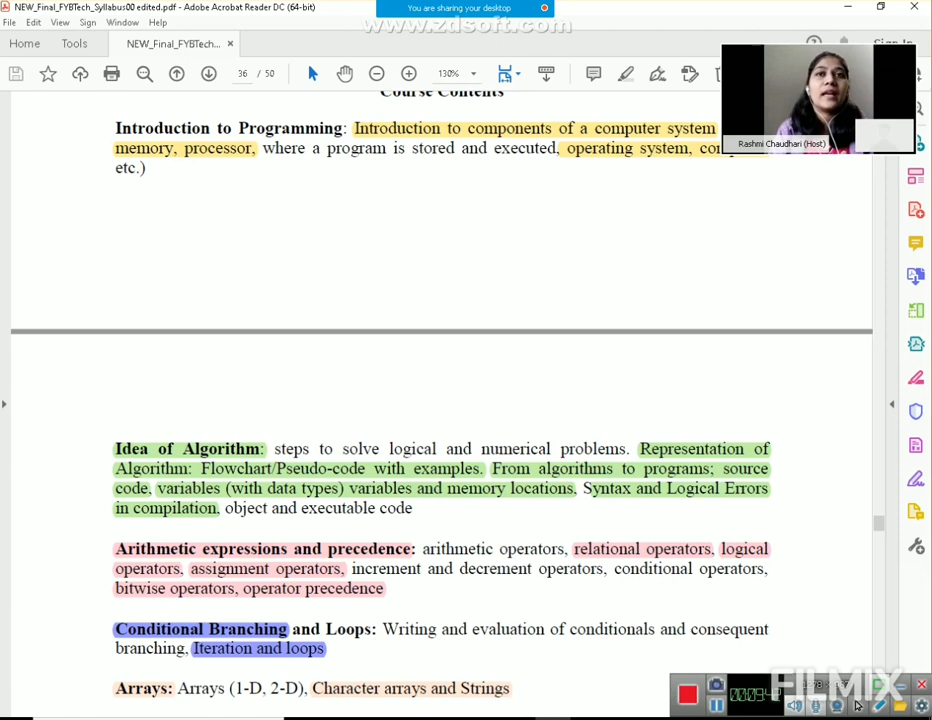 NEW_Final_FYBTech_Syllabus00 edited.pdf - Adobe Acrobat Reader DC (64-bit)
You are sharing your desktop
File Edit View Sign Window Help
www.zdsoft.com
Home Tools NEW_Final_FYBTech... × Sign In
36 / 50 130%
Course Contents
Introduction to Programming: Introduction to components of a computer system
memory, processor, where a program is stored and executed, operating system,
etc.)
Rashmi Chaudhari (Host)
Idea of Algorithm: steps to solve logical and numerical problems. Representation of
Algorithm: Flowchart/Pseudo-code with examples. From algorithms to programs; source
code, variables (with data types) variables and memory locations, Syntax and Logical Errors
in compilation, object and executable code
Arithmetic expressions and precedence: arithmetic operators, relational operators, logical
operators, assignment operators, increment and decrement operators, conditional operators,
bitwise operators, operator precedence
Conditional Branching and Loops: Writing and evaluation of conditionals and consequent
branching, Iteration and loops
Arrays: Arrays (1-D, 2-D), Character arrays and Strings
FILMIX